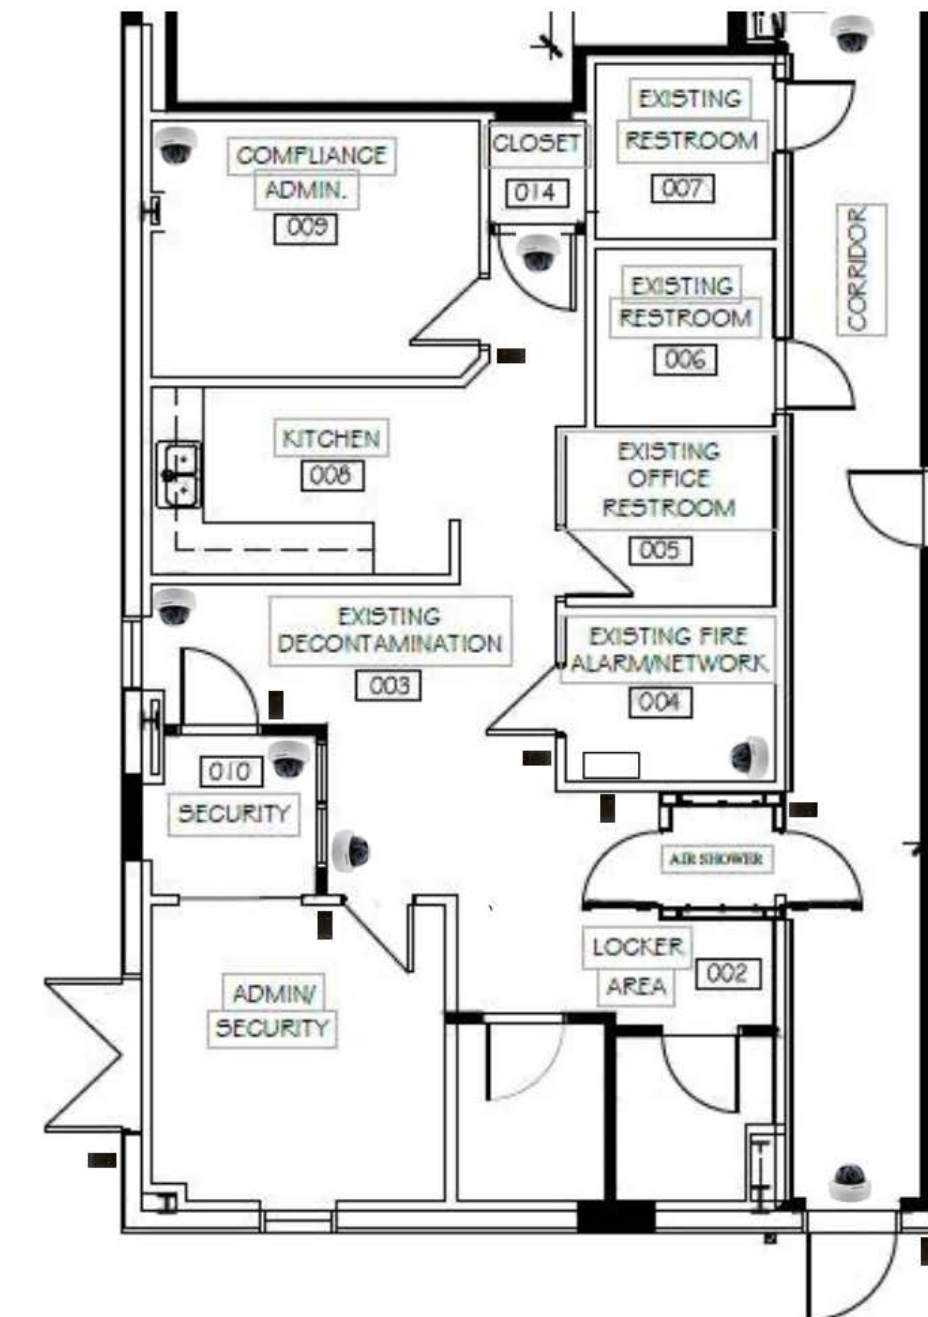 EXISTING
RESTROOM
007
COMPLIANCE
ADMIN.
009
CLOSET
014
CORRIDOR
EXISTING
RESTROOM
006
KITCHEN
008
EXISTING
OFFICE
RESTROOM
005
EXISTING
DECONTAMINATION
003
EXISTING FIRE
ALARM/NETWORK
004
010
SECURITY
AIR SHOWER
LOCKER
AREA
002
ADMIN/
SECURITY